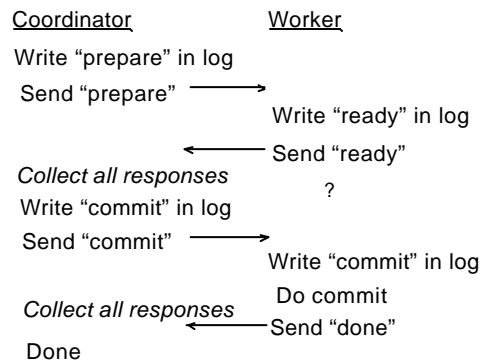 Coordinator Worker
Write “prepare” in log
Send “prepare”
Write “ready” in log
Send “ready”
Collect all responses
?
Write “commit” in log
Send “commit”
Write “commit” in log
Do commit
Collect all responses
Send “done”
Done